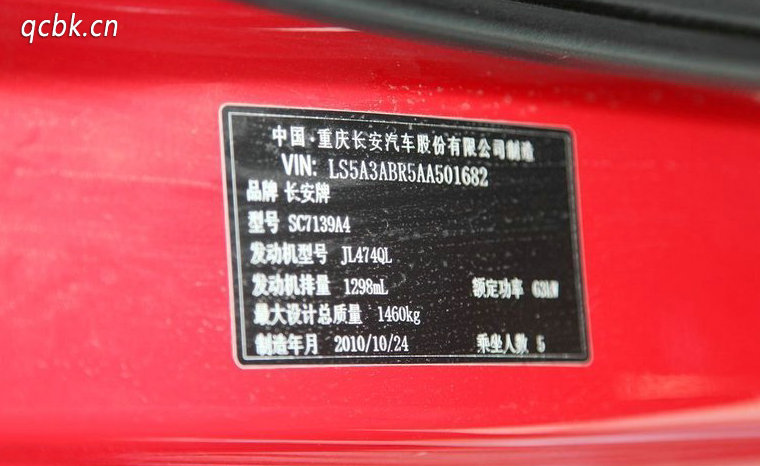 qcbk.cn
中国·重庆长安汽车股份有限公司制造
VIN: LS5A3ABR5AA501682
品牌 长安牌
型号 SC7139A4
发动机型号 JL474QL
发动机排量 1298mL 额定功率 63kW
最大设计总质量 1460kg
制造年月 2010/10/24 乘坐人数 5